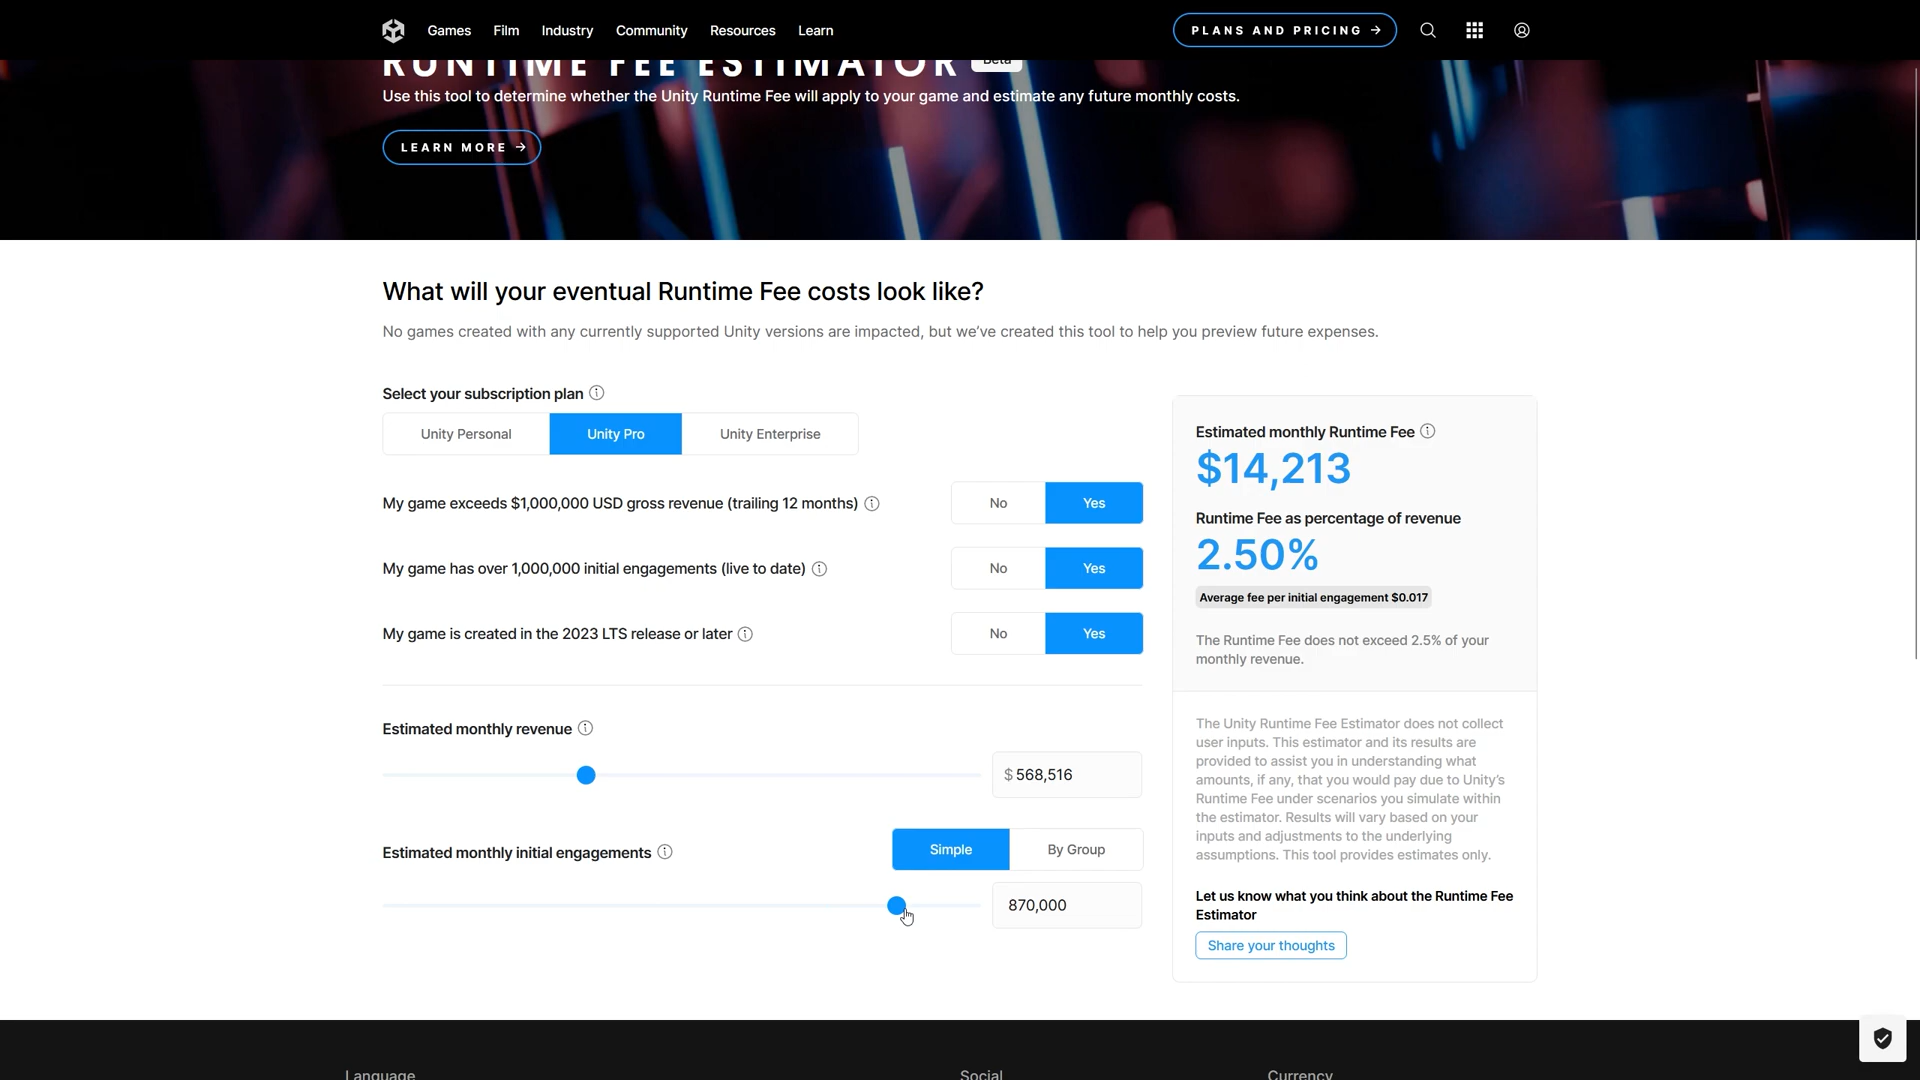 Games Film Industry Community Resources Learn PLANS AND PRICING →
RUNTIME FEE ESTIMATOR Beta
Use this tool to determine whether the Unity Runtime Fee will apply to your game and estimate any future monthly costs.
LEARN MORE →
What will your eventual Runtime Fee costs look like?
No games created with any currently supported Unity versions are impacted, but we’ve created this tool to help you preview future expenses.
Select your subscription plan
Unity Personal Unity Pro Unity Enterprise
My game exceeds $1,000,000 USD gross revenue (trailing 12 months) No Yes
My game has over 1,000,000 initial engagements (live to date) No Yes
My game is created in the 2023 LTS release or later No Yes
Estimated monthly revenue
$ 568,516
Estimated monthly initial engagements Simple By Group
870,000
Estimated monthly Runtime Fee
$14,213
Runtime Fee as percentage of revenue
2.50%
Average fee per initial engagement $0.017
The Runtime Fee does not exceed 2.5% of your
monthly revenue.
The Unity Runtime Fee Estimator does not collect
user inputs. This estimator and its results are
provided to assist you in understanding what
amounts, if any, that you would pay due to Unity’s
Runtime Fee under scenarios you simulate within
the estimator. Results will vary based on your
inputs and adjustments to the underlying
assumptions. This tool provides estimates only.
Let us know what you think about the Runtime Fee
Estimator
Share your thoughts
Language Social Currency